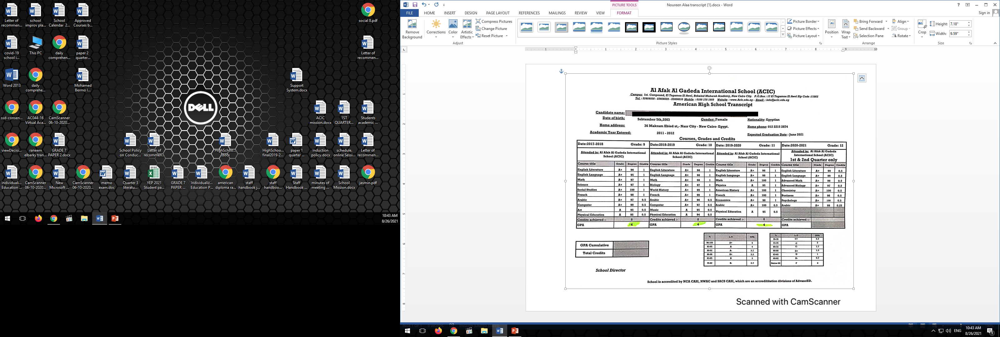 Letter of
recommen...
school
improv pla...
School
Calendar 2...
Approved
Courses b...
social 8.pdf
covid-19
school i...
This PC
daily
comprehen...
paper 2
quarter...
Letter of
recommen...
Word 2013
daily
comprehe...
Mohamed
Bermo l...
Support
System.docx
ssd-consen...
AC044-16
Virtual Aca...
CamScanner
06-10-2020...
ACIC
mission.docx
1ST
QUARTER...
Students
academic ...
viewDecisi...
raneem
elbarky tran...
GRADE 7
PAPER 2.docx
School Policy
on Conduc...
Letter of
recommen...
HighSchoo...
.docx
HighSchoo...
final2019-2...
paper 1
quarter ...
Induction
policy.docx
schedule.
online Sessi...
Letter of
recommen...
Individuali...
Education ...
CamScanner
06-10-2020...
New
Microsoft ...
CamScanner
06-10-2020...
memo
exam.doc
Quarter 3
literatu...
YEP 2021
Student pa...
GRADE 7
PAPER ...
Individualiz...
Education P...
american
diploma ra...
staff
handbook j...
staff
handboo...
Staff
Handbook ...
minutes of
meeting ...
School
Mission.docx
jasmin.pdf
DELL
10:43 AM
8/26/2021
PICTURE TOOLS
Noureen Alaa transcript (1).docx - Word
FILE HOME INSERT DESIGN PAGE LAYOUT REFERENCES MAILINGS REVIEW VIEW FORMAT Sign in
Remove
Background
Corrections
Color
Artistic
Effects
Compress Pictures
Change Picture
Reset Picture
Adjust
Picture Styles
Picture Border
Picture Effects
Picture Layout
Position
Wrap
Text
Bring Forward
Send Backward
Selection Pane
Align
Group
Rotate
Arrange
Crop
Height: 7.18"
Width: 9.59"
Size
Al Afak Al Gadeda International School (ACIC)
Campus: 1st. Compound, El Tagamoa El Awel, Behaind Mubarak Academy, New Cairo City. P.O.Box : 17 El Tagamoa El Awel Zip Code :11865
Tel : 22464608 - 22464609 - 22464610 Mobile : 0100 178 1909 Website : www.Acic.edu.eg - Email : info@acic.edu.eg
American High School Transcript
Candidate name:
Date of birth: Sebtember 5th,2003 Gender: Female Nationality: Egyptian
Home address: 36 Makram Ebied st,- Nasr City - New Cairo- Egypt. Home phone: 012 2215 2874
Academic Year Entered: 2011 - 2012 Expected Graduation Date : June 2021
Courses, Grades and Credits
Date:2017-2018 Grade: 9 Date:2018-2019 Grade: 10 Date: 2019-2020 Grade: 11 Date:2020-2021 Grade: 12
Attended in: Al Afak Al Gadeda International
School (ACIC)
Attended in: Al Afak Al Gadeda International
School (ACIC)
Attended in: Al Afak Al Gadeda International
School (ACIC)
Attended in: Al Afak Al Gadeda
International School (ACIC)
1st & 2nd Quarter only
Course title Grade Degree Credits Course title Grade Degree Credits Course title Grade Degree Credits Course title Grade Degree Credits
English Literature A+ 96 1 English Literature A+ 96 1 English Literature A+ 96 1 English Literature A+ 99 0.5
English Language A+ 95 1 English Language A+ 96 1 English Language A+ 98 1 English Language A+ 99 0.5
Math A+ 97 1 Math A+ 96 1 Math A+ 100 1 Advanced Math A+ 96 0.5
Science A+ 97 1 Biology A+ 97 1 Physics A 95 1 Advanced Biology A+ 97 0.5
Social Studies A+ 100 1 World History A+ 99 1 American History A+ 100 1 Chemistry A+ 100 0.5
French A+ 98 1 French A+ 99 1 French A+ 100 1 Business A+ 98 0.5
Arabic A+ 97 0.5 Arabic A+ 96 0.5 Economics A+ 98 1 Psychology A+ 100 0.5
Computer A+ 99 0.5 Computer A+ 97 0.5 Arabic A+ 100 0.5 Arabic A+ 99 0.25
Art A 95 0.5 Music A 95 0.5 Physical Education A 95 0.5
Physical Education A 95 0.5 Physical Education A 94 0.5
Credits achieved :- 8 Credits achieved :- 8 Credits achieved :- 8 Credits achieved :-
GPA 4 GPA 4 GPA 4 GPA
GPA Cumulative
Total Credits
% L.G GPA
96-100 A+ 4
93-95 A 4
89-92 A- 3.7
86-88 B+ 3.3
83-85 B 3
79-82 B- 2.7
% L.G GPA
76-78 C+ 2.3
73-75 C 2
69-72 C- 1.7
66-68 D+ 1.3
63-65 D 1
60-62 D- 0.7
Below 60 F 0
School Director
School is accredited by NCA CASI, NWAC and SACS CASI, which are an accredititation divisions of AdvancED.
Scanned with CamScanner
ENG
10:43 AM
8/26/2021